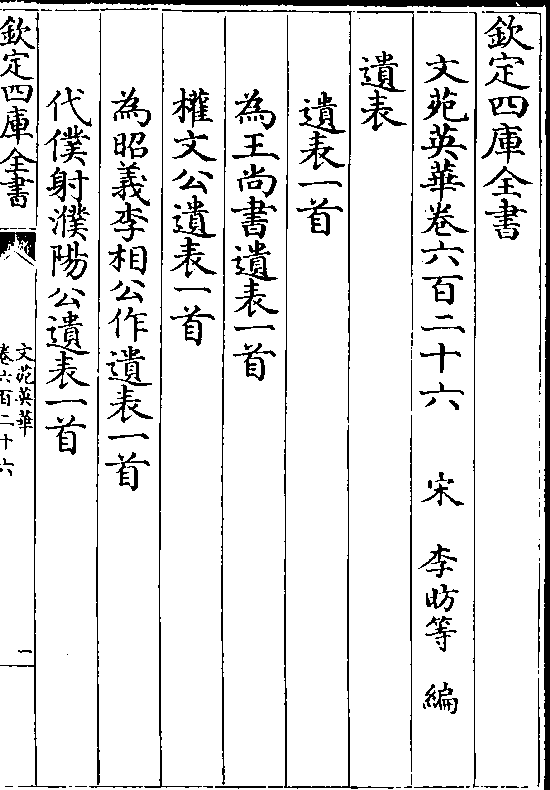 欽定四庫全書
文苑英華卷六百二十六　宋　李昉等　編
遺表
遺表一首
為王尚書遺表一首
權文公遺表一首
為昭義李相公作遺表一首
代僕射濮陽公遺表一首
欽定四庫全書
文苑英華
卷六百二十六
一